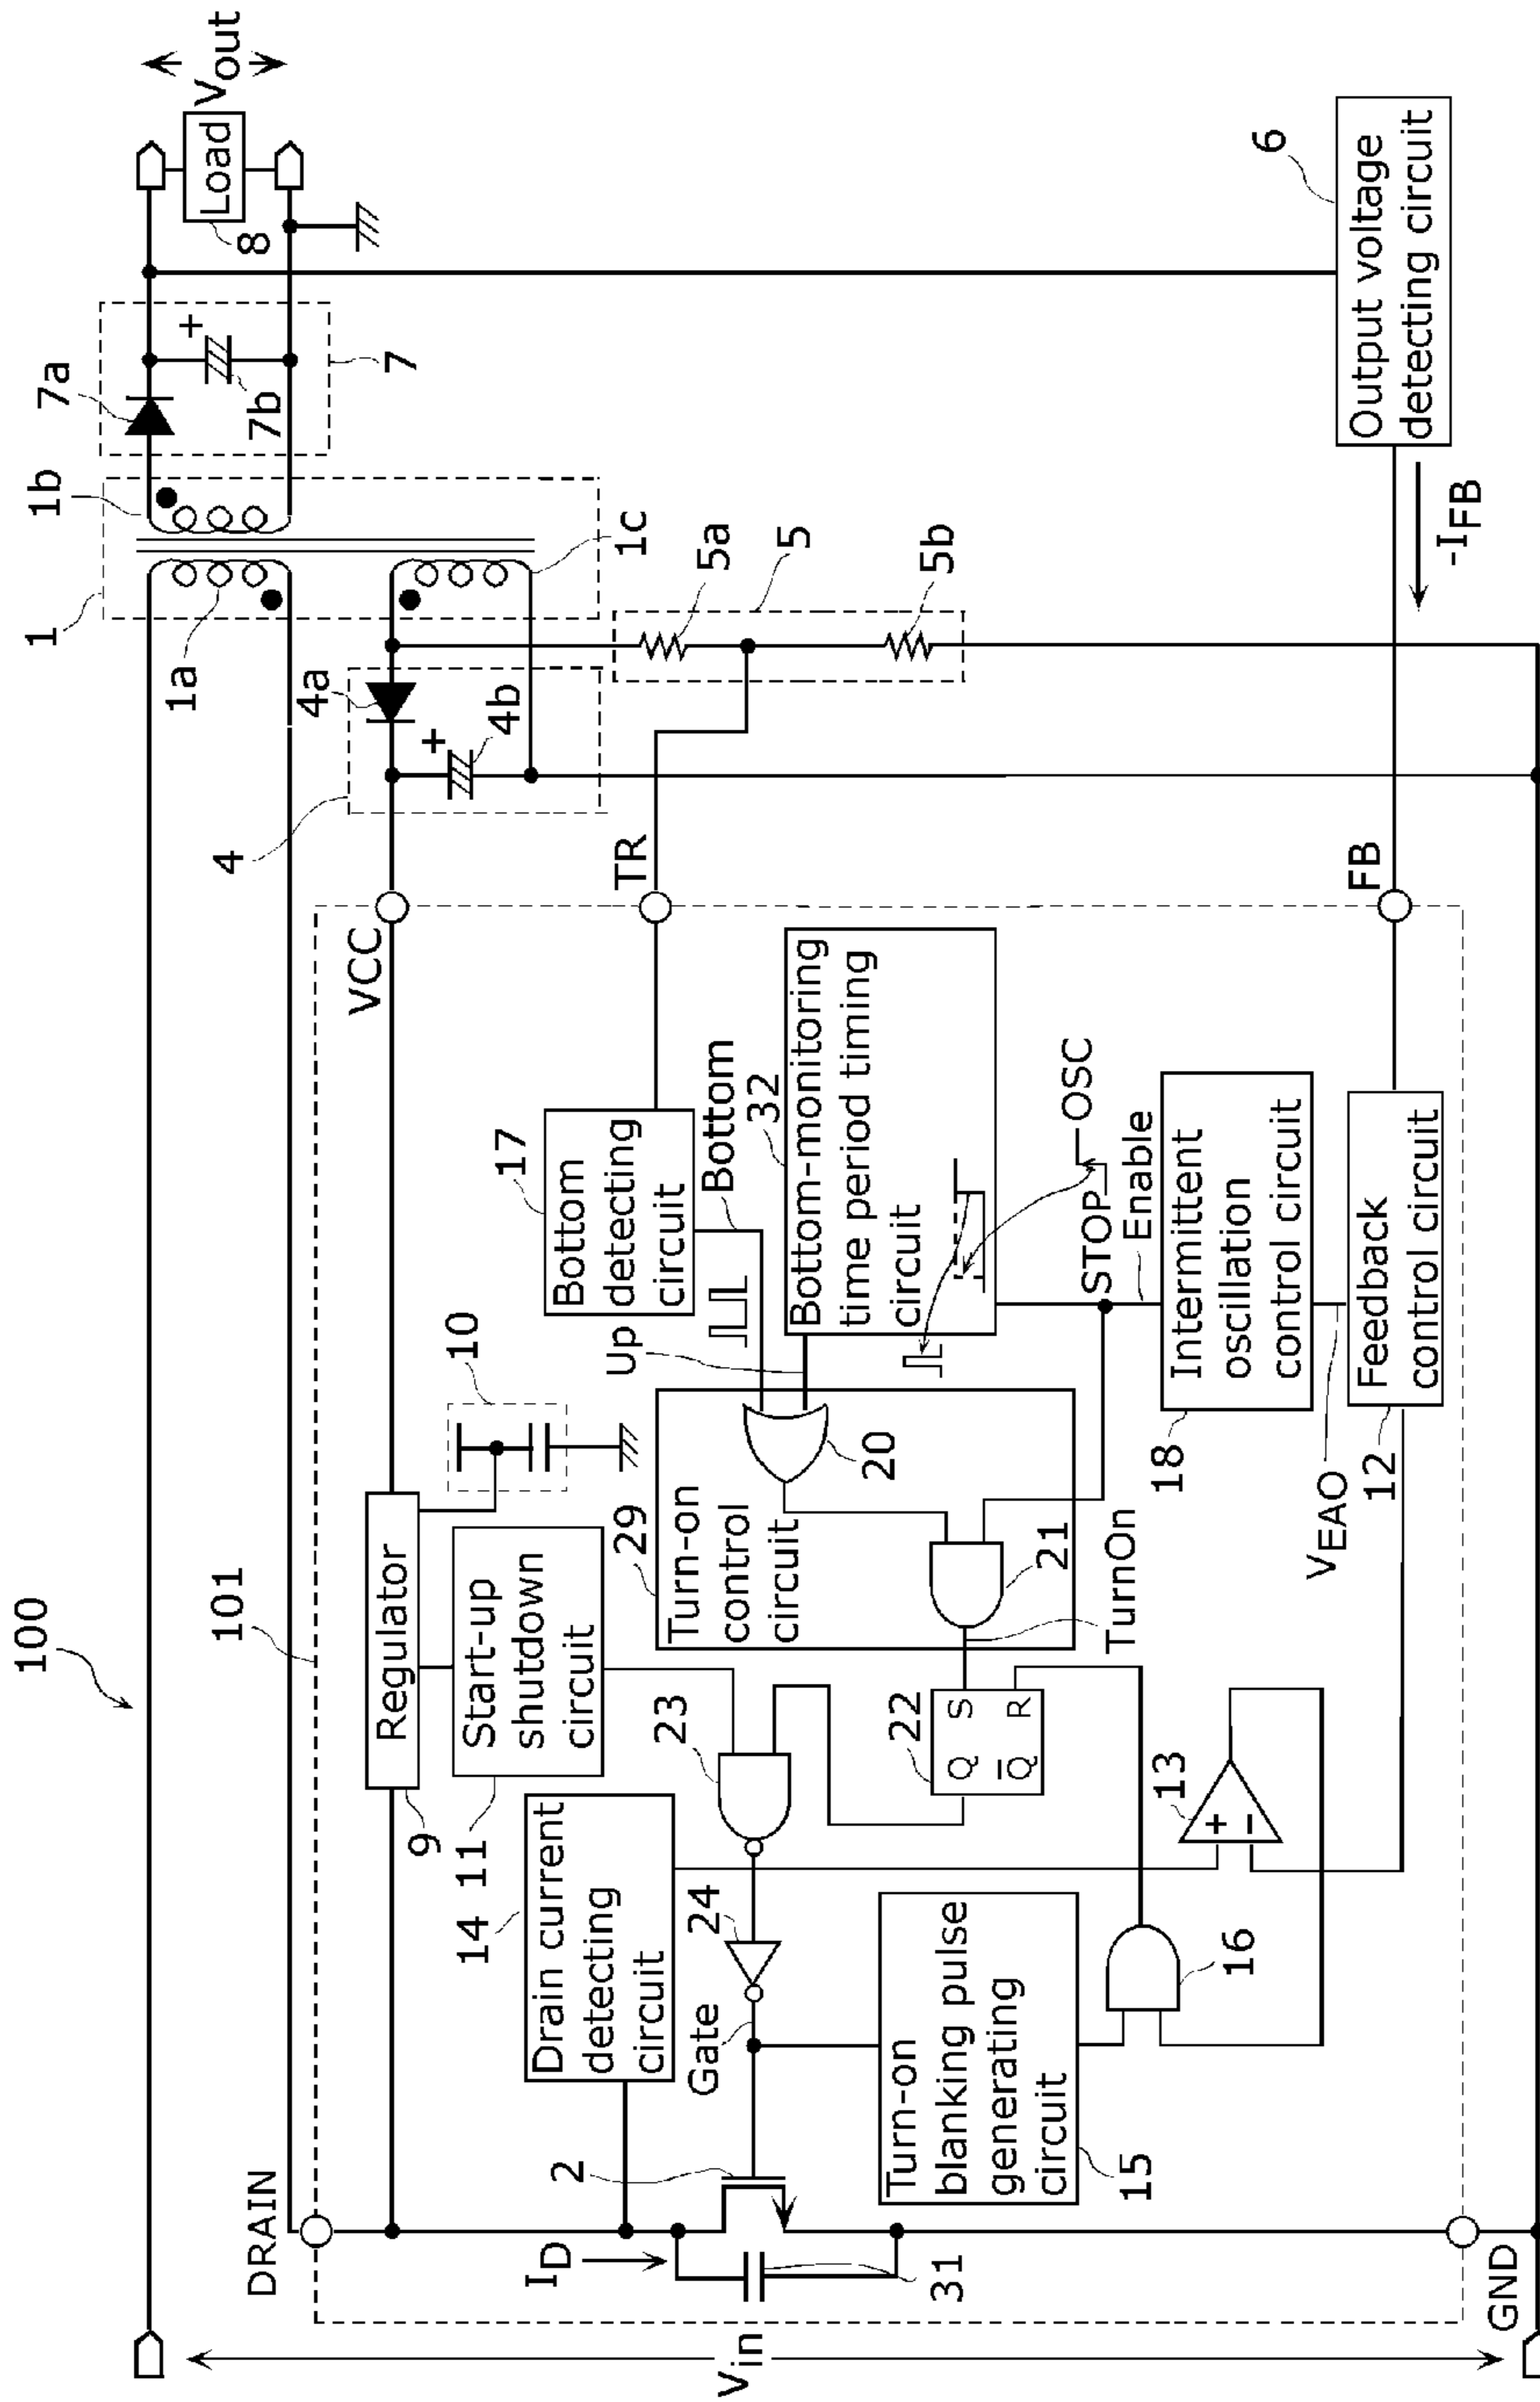 100
101
V_in
DRAIN
GND
I_D
31
2
Gate
14
Drain current
detecting
circuit
24
Turn-on
blanking pulse
generating
circuit
15
16
13
+
−
9
Regulator
11
Start-up
shutdown
circuit
23
22
Q
S
Q̅
R
10
29
Turn-on
control
circuit
20
21
TurnOn
Up
17
Bottom
detecting
circuit
Bottom
32
Bottom-monitoring
time period timing
circuit
STOP
OSC
Enable
18
Intermittent
oscillation
control circuit
V_EAO
12
Feedback
control circuit
VCC
TR
FB
4
4a
+
4b
1
1a
1b
1c
5a
5
5b
7a
+
7b
7
8
Load
Vout
6
Output voltage
detecting circuit
-I_FB